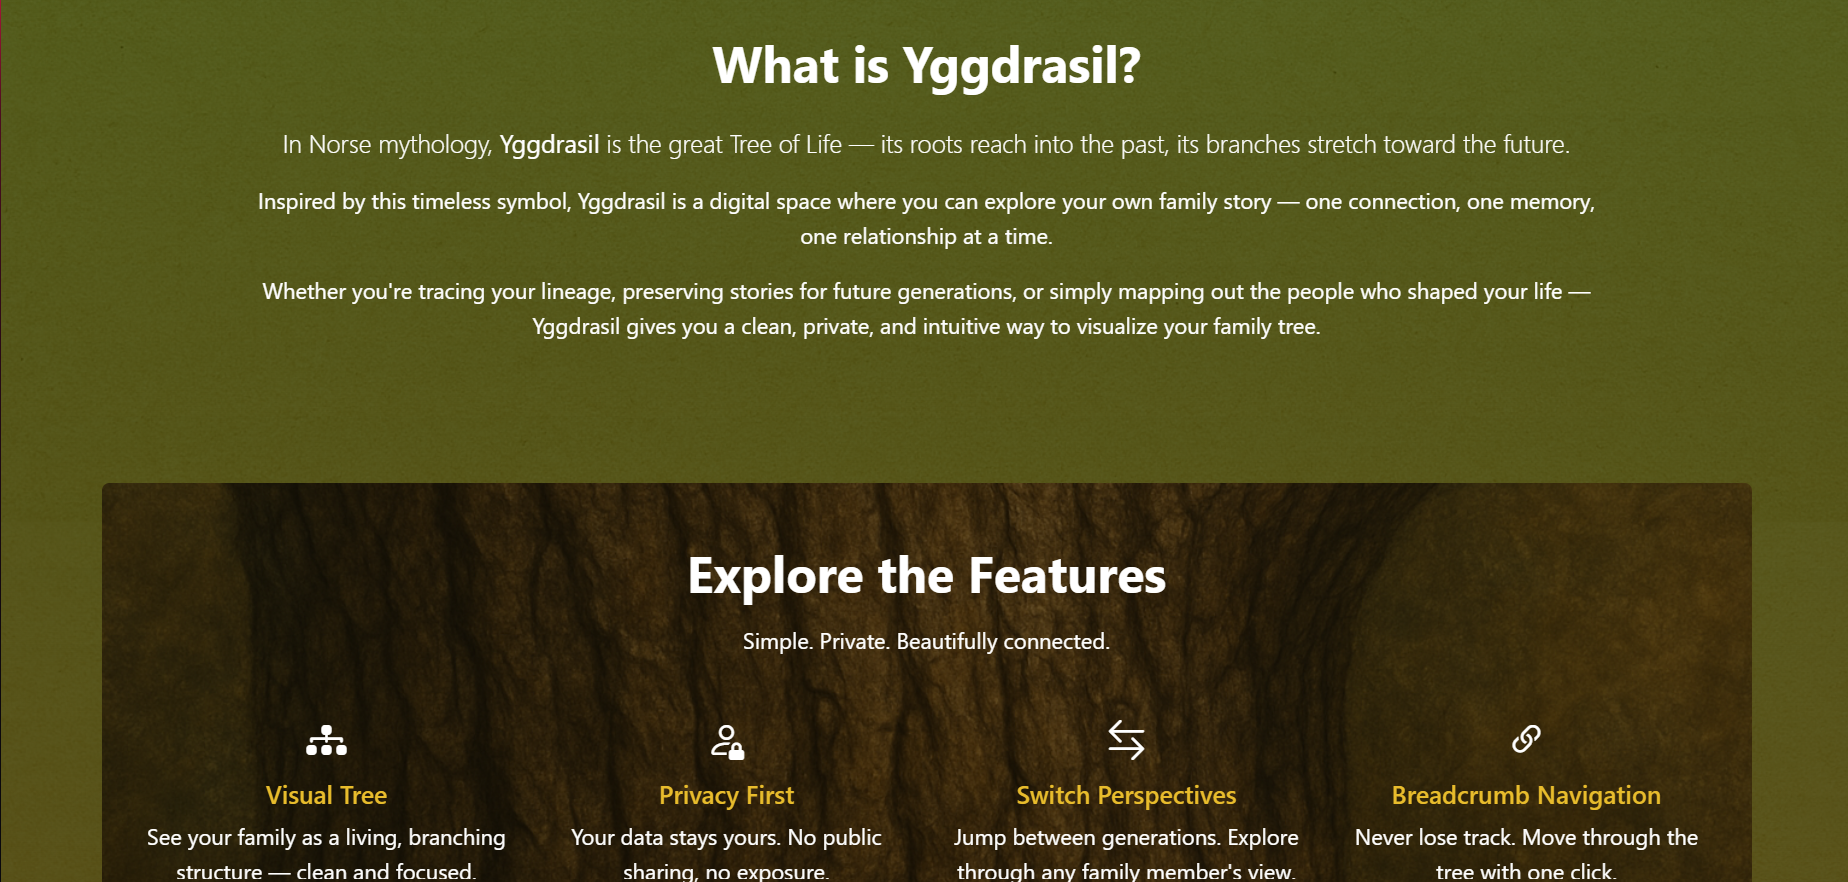 What is Yggdrasil?
In Norse mythology, Yggdrasil is the great Tree of Life — its roots reach into the past, its branches stretch toward the future.
Inspired by this timeless symbol, Yggdrasil is a digital space where you can explore your own family story — one connection, one memory,
one relationship at a time.
Whether you're tracing your lineage, preserving stories for future generations, or simply mapping out the people who shaped your life —
Yggdrasil gives you a clean, private, and intuitive way to visualize your family tree.
Explore the Features
Simple. Private. Beautifully connected.
Visual Tree
See your family as a living, branching
structure — clean and focused.
Privacy First
Your data stays yours. No public
sharing, no exposure.
Switch Perspectives
Jump between generations. Explore
through any family member's view.
Breadcrumb Navigation
Never lose track. Move through the
tree with one click.